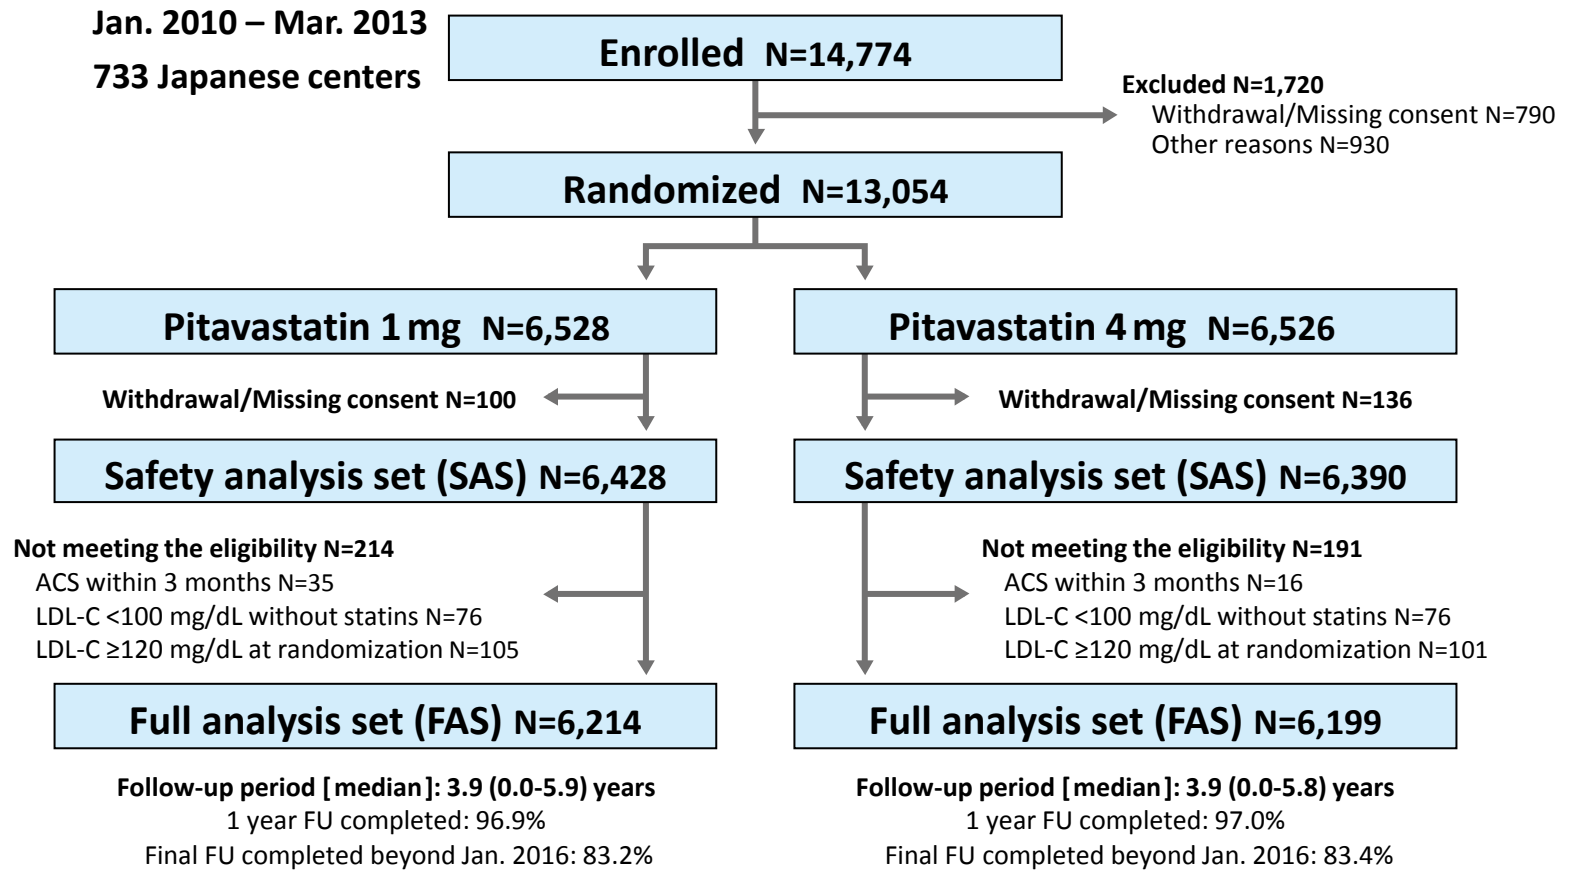 Jan. 2010 – Mar. 2013
733 Japanese centers
Enrolled N=14,774
Excluded N=1,720
Withdrawal/Missing consent N=790
Other reasons N=930
Randomized N=13,054
Pitavastatin 1 mg N=6,528
Pitavastatin 4 mg N=6,526
Withdrawal/Missing consent N=100
Withdrawal/Missing consent N=136
Safety analysis set (SAS) N=6,428
Safety analysis set (SAS) N=6,390
Not meeting the eligibility N=214
ACS within 3 months N=35
LDL-C <100 mg/dL without statins N=76
LDL-C ≥120 mg/dL at randomization N=105
Not meeting the eligibility N=191
ACS within 3 months N=16
LDL-C <100 mg/dL without statins N=76
LDL-C ≥120 mg/dL at randomization N=101
Full analysis set (FAS) N=6,214
Full analysis set (FAS) N=6,199
Follow-up period [median]: 3.9 (0.0-5.9) years
1 year FU completed: 96.9%
Final FU completed beyond Jan. 2016: 83.2%
Follow-up period [median]: 3.9 (0.0-5.8) years
1 year FU completed: 97.0%
Final FU completed beyond Jan. 2016: 83.4%